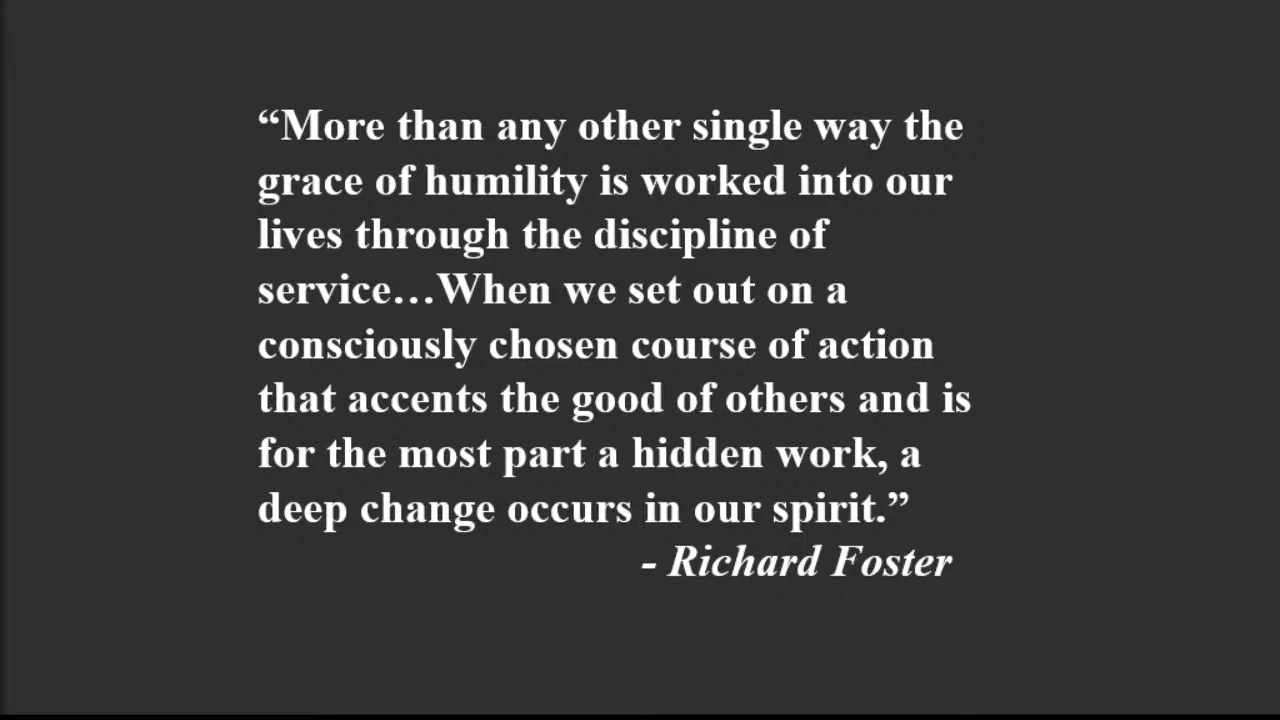 “More than any other single way the
grace of humility is worked into our
lives through the discipline of
service…When we set out on a
consciously chosen course of action
that accents the good of others and is
for the most part a hidden work, a
deep change occurs in our spirit.”
- Richard Foster